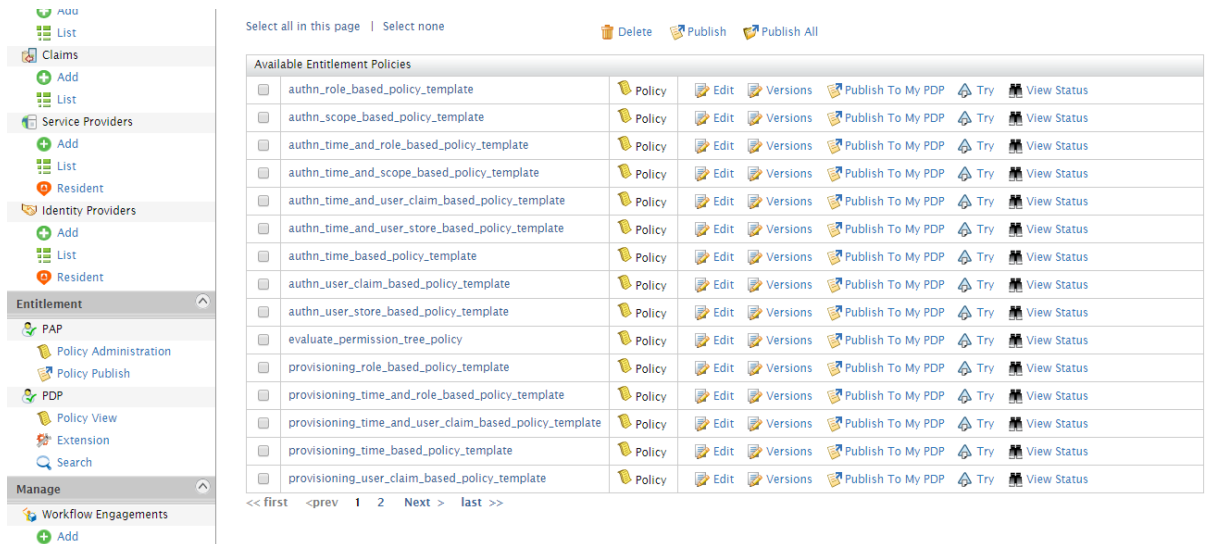 Add
List
Claims
Add
List
Service Providers
Add
List
Resident
Identity Providers
Add
List
Resident
Entitlement
PAP
Policy Administration
Policy Publish
PDP
Policy View
Extension
Search
Manage
Workflow Engagements
Add
Select all in this page | Select none
Delete Publish Publish All
Available Entitlement Policies
authn_role_based_policy_template Policy Edit Versions Publish To My PDP Try View Status
authn_scope_based_policy_template Policy Edit Versions Publish To My PDP Try View Status
authn_time_and_role_based_policy_template Policy Edit Versions Publish To My PDP Try View Status
authn_time_and_scope_based_policy_template Policy Edit Versions Publish To My PDP Try View Status
authn_time_and_user_claim_based_policy_template Policy Edit Versions Publish To My PDP Try View Status
authn_time_and_user_store_based_policy_template Policy Edit Versions Publish To My PDP Try View Status
authn_time_based_policy_template Policy Edit Versions Publish To My PDP Try View Status
authn_user_claim_based_policy_template Policy Edit Versions Publish To My PDP Try View Status
authn_user_store_based_policy_template Policy Edit Versions Publish To My PDP Try View Status
evaluate_permission_tree_policy Policy Edit Versions Publish To My PDP Try View Status
provisioning_role_based_policy_template Policy Edit Versions Publish To My PDP Try View Status
provisioning_time_and_role_based_policy_template Policy Edit Versions Publish To My PDP Try View Status
provisioning_time_and_user_claim_based_policy_template Policy Edit Versions Publish To My PDP Try View Status
provisioning_time_based_policy_template Policy Edit Versions Publish To My PDP Try View Status
provisioning_user_claim_based_policy_template Policy Edit Versions Publish To My PDP Try View Status
<< first <prev 1 2 Next > last >>